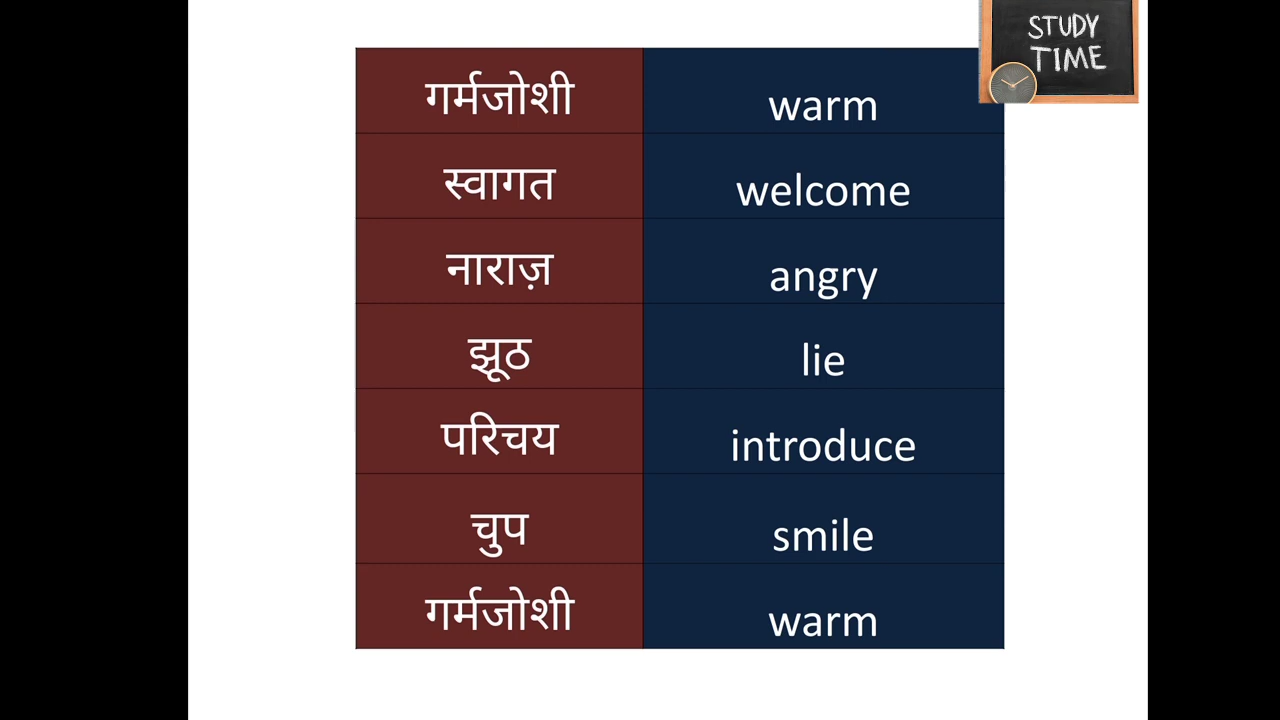 STUDY
TIME
गर्मजोशी warm
स्वागत welcome
नाराज़ angry
झूठ lie
परिचय introduce
चुप smile
गर्मजोशी warm